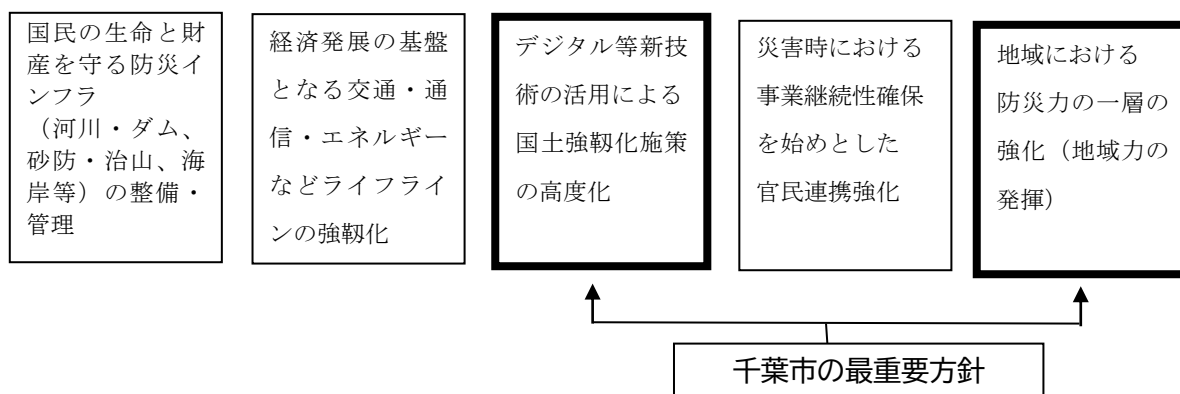 国民の生命と財
産を守る防災イ
ンフラ
（河川・ダム、
砂防・治山、海
岸等）の整備・
管理
経済発展の基盤
となる交通・通
信・エネルギー
などライフライ
ンの強靱化
デジタル等新技
術の活用による
国土強靱化施策
の高度化
災害時における
事業継続性確保
を始めとした
官民連携強化
地域における
防災力の一層の
強化（地域力の
発揮）
千葉市の最重要方針